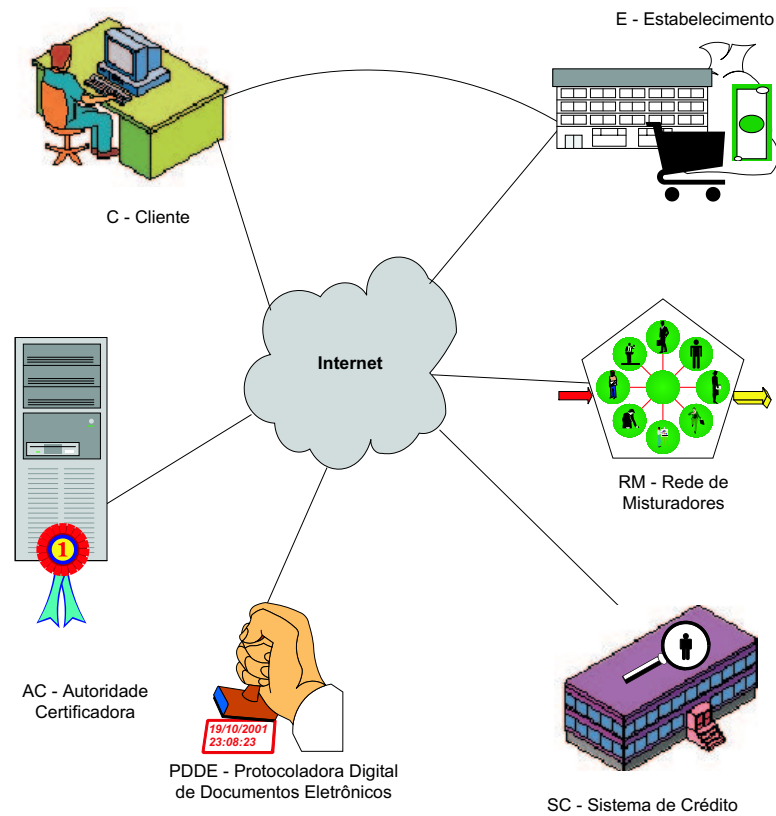 E - Estabelecimento
C - Cliente
Internet
RM - Rede de
Misturadores
1
AC - Autoridade
Certificadora
19/10/2001
23:08:23
PDDE - Protocoladora Digital
de Documentos Eletrônicos
SC - Sistema de Crédito